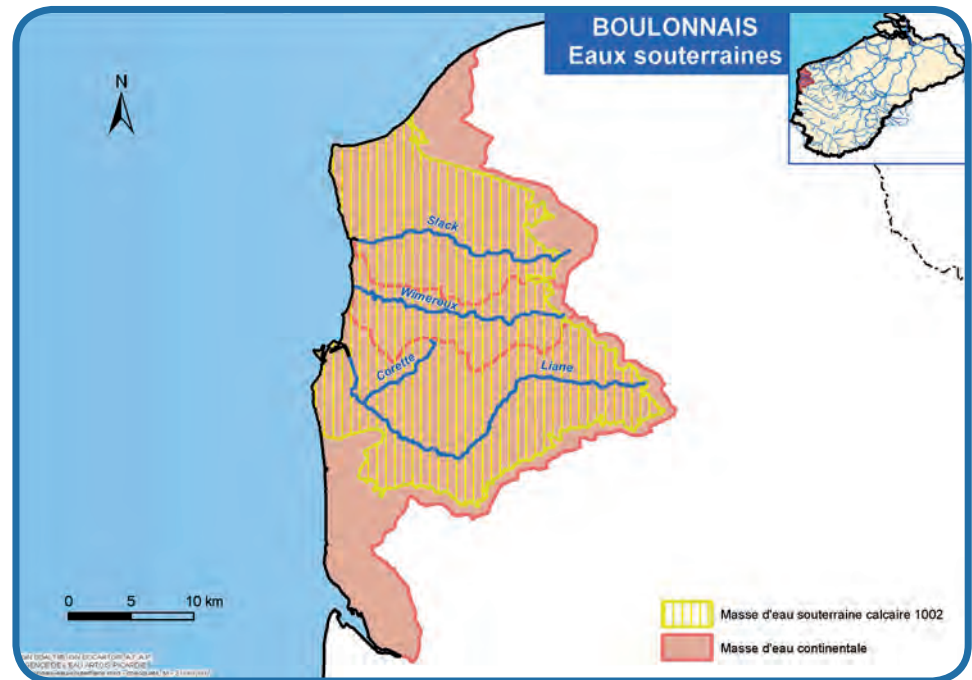 BOULONNAIS
Eaux souterraines
N
Slack
Wimereux
Corette
Liane
0 5 10 km
Masse d'eau souterraine calcaire 1002
Masse d'eau continentale